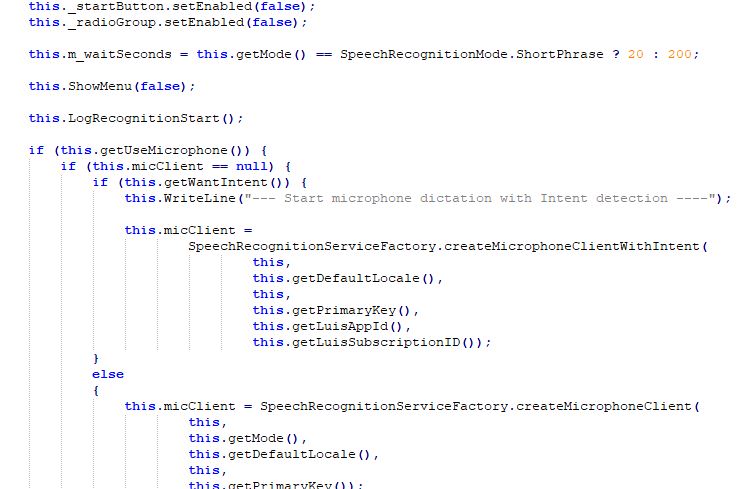 this._startButton.setEnabled(false);
this._radioGroup.setEnabled(false);
this.m_waitSeconds = this.getMode() == SpeechRecognitionMode.ShortPhrase ? 20 : 200;
this.ShowMenu(false);
this.LogRecognitionStart();
if (this.getUseMicrophone()) {
if (this.micClient == null) {
if (this.getWantIntent()) {
this.WriteLine("--- Start microphone dictation with Intent detection ----");
this.micClient =
SpeechRecognitionServiceFactory.createMicrophoneClientWithIntent(
this,
this.getDefaultLocale(),
this,
this.getPrimaryKey(),
this.getLuisAppId(),
this.getLuisSubscriptionID());
}
else
{
this.micClient = SpeechRecognitionServiceFactory.createMicrophoneClient(
this,
this.getMode(),
this.getDefaultLocale(),
this,
this.getPrimaryKey());